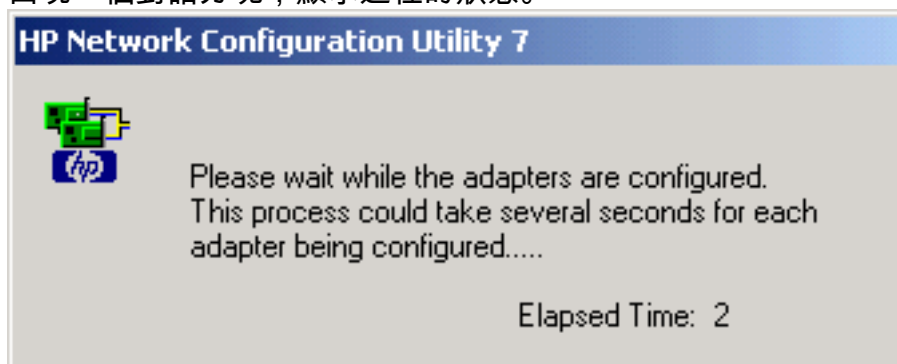 HP Network Configuration Utility 7
hp
Please wait while the adapters are configured.
This process could take several seconds for each
adapter being configured.....
Elapsed Time: 2